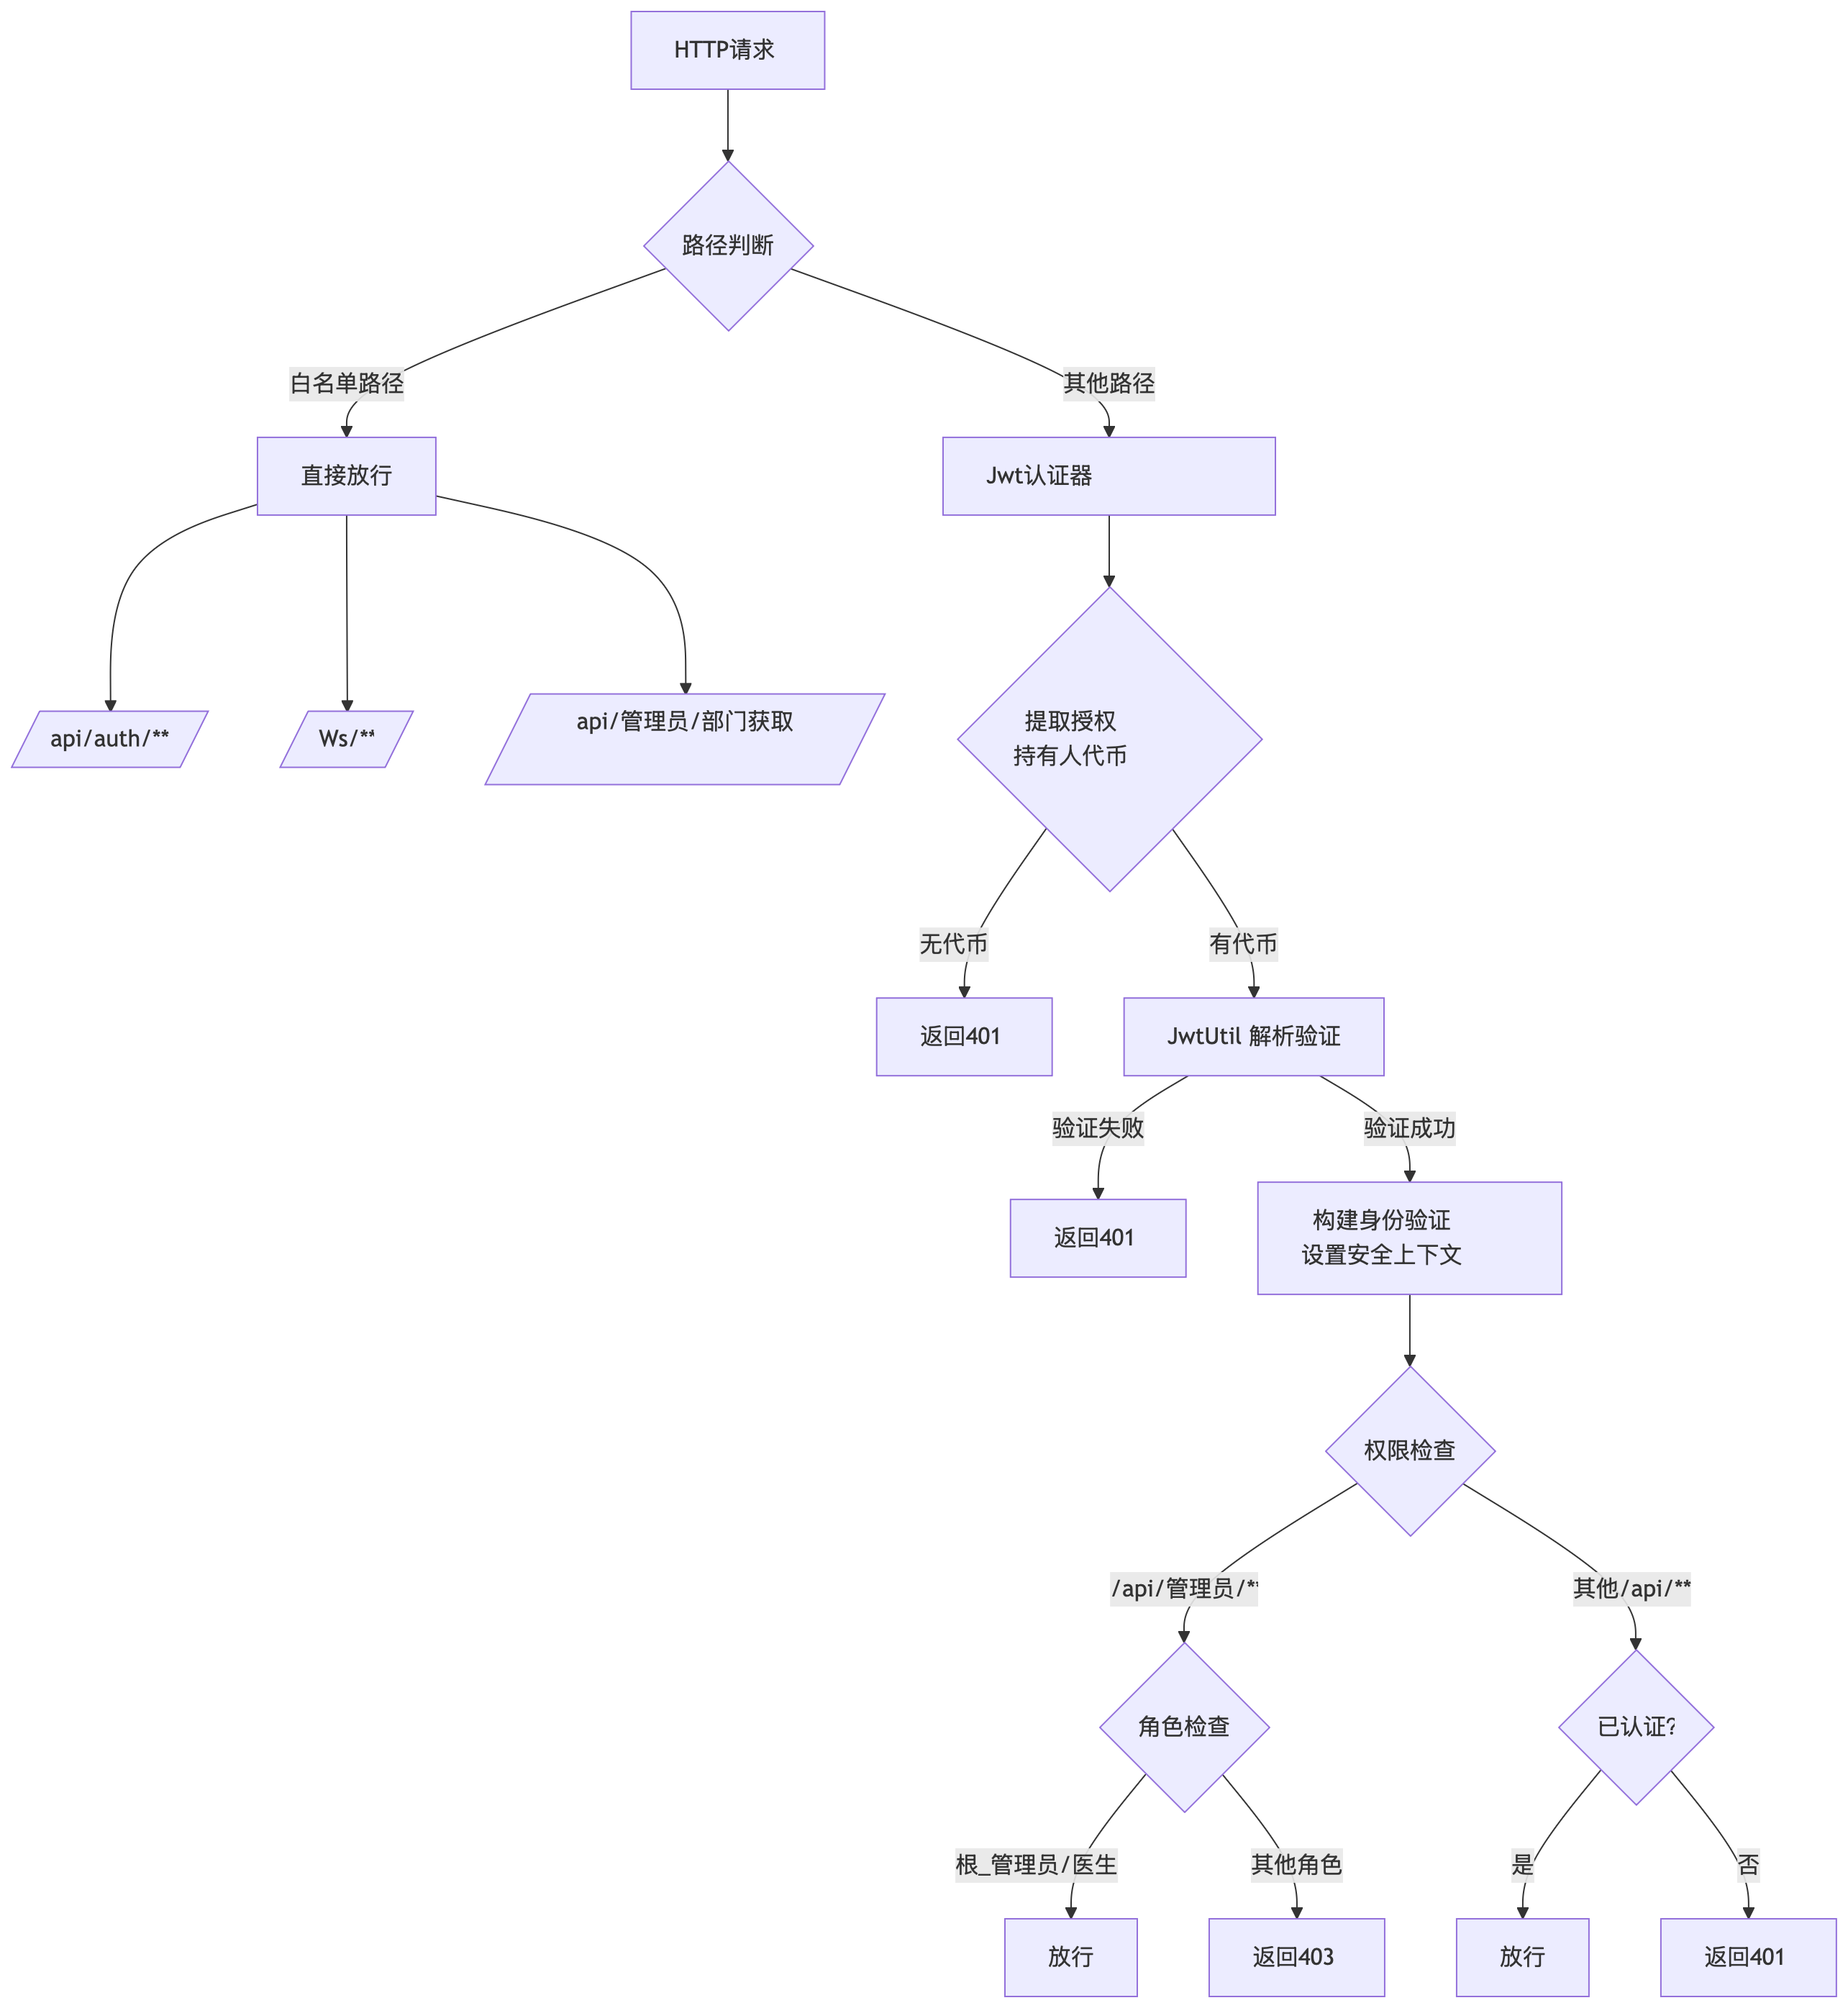 HTTP请求
路径判断
白名单路径
其他路径
直接放行
Jwt认证器
api/auth/**
Ws/**
api/管理员/部门获取
提取授权
持有人代币
无代币
有代币
返回401
JwtUtil 解析验证
验证失败
验证成功
返回401
构建身份验证
设置安全上下文
权限检查
/api/管理员/**
其他/api/**
角色检查
已认证?
根_管理员/医生
其他角色
是
否
放行
返回403
放行
返回401